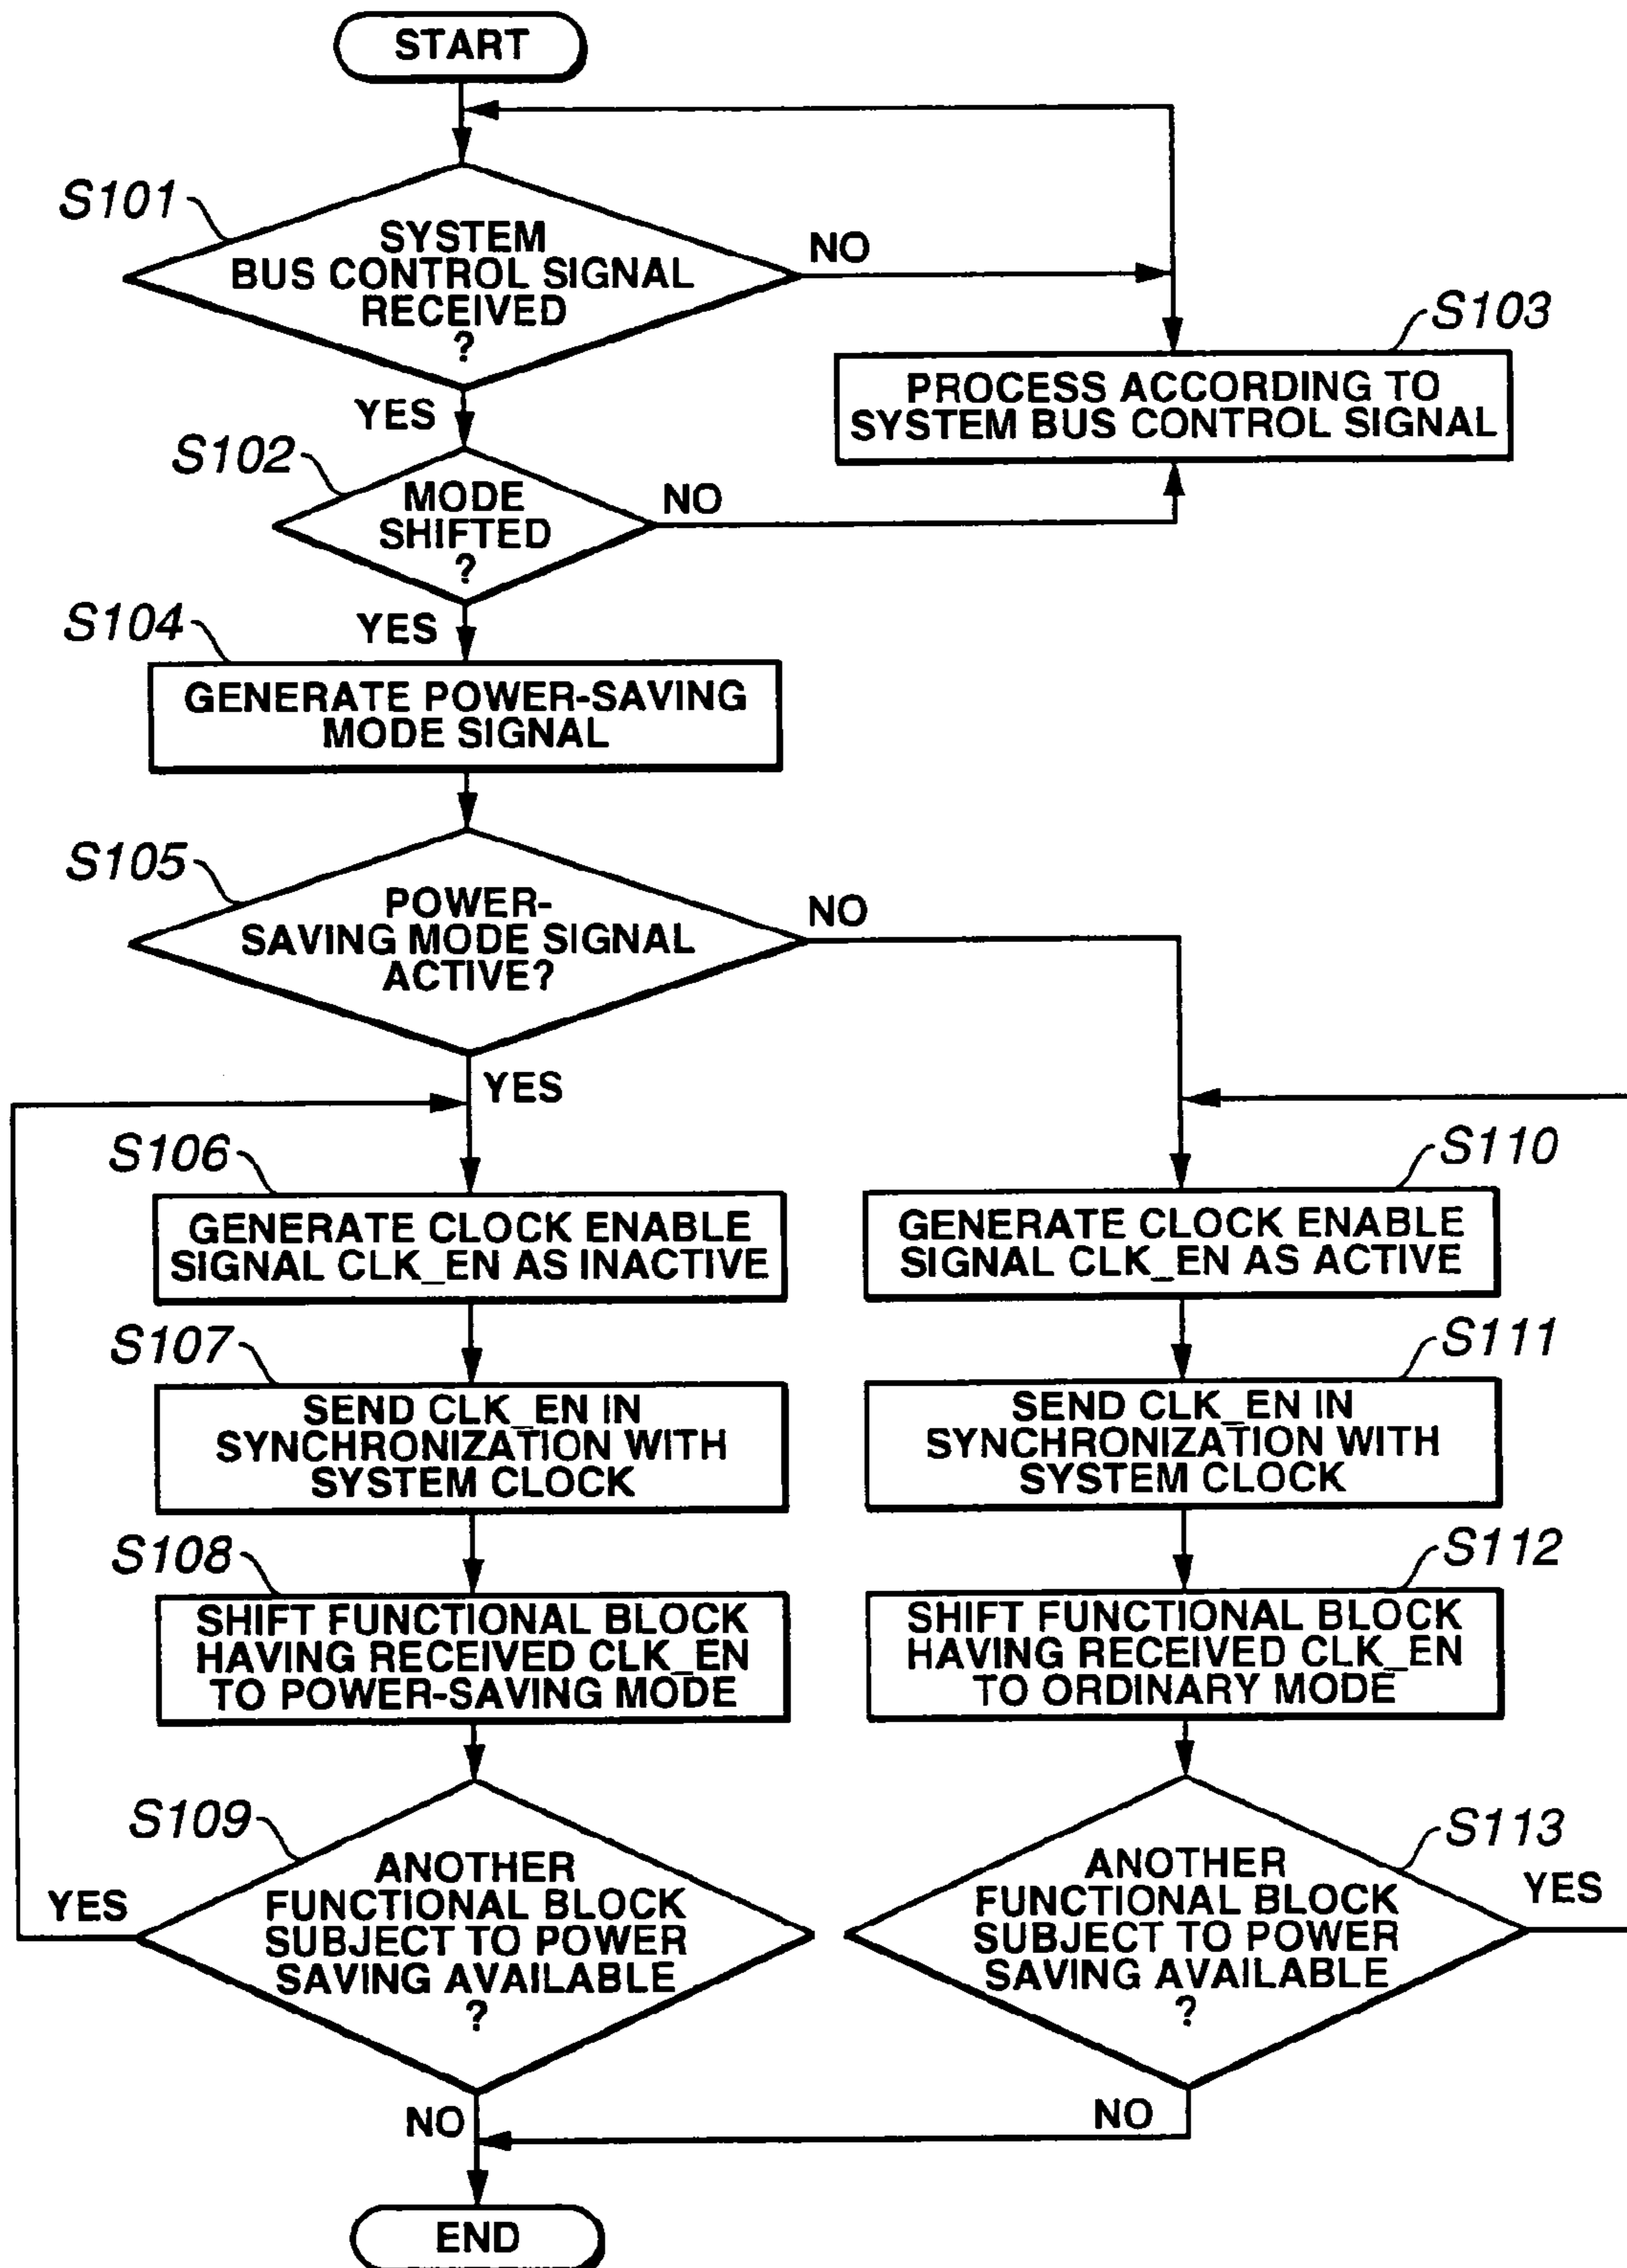 START
S101
SYSTEM
BUS CONTROL SIGNAL
RECEIVED
?
NO
YES
S103
PROCESS ACCORDING TO
SYSTEM BUS CONTROL SIGNAL
S102
MODE
SHIFTED
?
NO
YES
S104
GENERATE POWER-SAVING
MODE SIGNAL
S105
POWER-
SAVING MODE SIGNAL
ACTIVE?
NO
YES
S106
GENERATE CLOCK ENABLE
SIGNAL CLK_EN AS INACTIVE
S107
SEND CLK_EN IN
SYNCHRONIZATION WITH
SYSTEM CLOCK
S108
SHIFT FUNCTIONAL BLOCK
HAVING RECEIVED CLK_EN
TO POWER-SAVING MODE
S109
ANOTHER
FUNCTIONAL BLOCK
SUBJECT TO POWER
SAVING AVAILABLE
?
YES
NO
S110
GENERATE CLOCK ENABLE
SIGNAL CLK_EN AS ACTIVE
S111
SEND CLK_EN IN
SYNCHRONIZATION WITH
SYSTEM CLOCK
S112
SHIFT FUNCTIONAL BLOCK
HAVING RECEIVED CLK_EN
TO ORDINARY MODE
S113
ANOTHER
FUNCTIONAL BLOCK
SUBJECT TO POWER
SAVING AVAILABLE
?
YES
NO
END